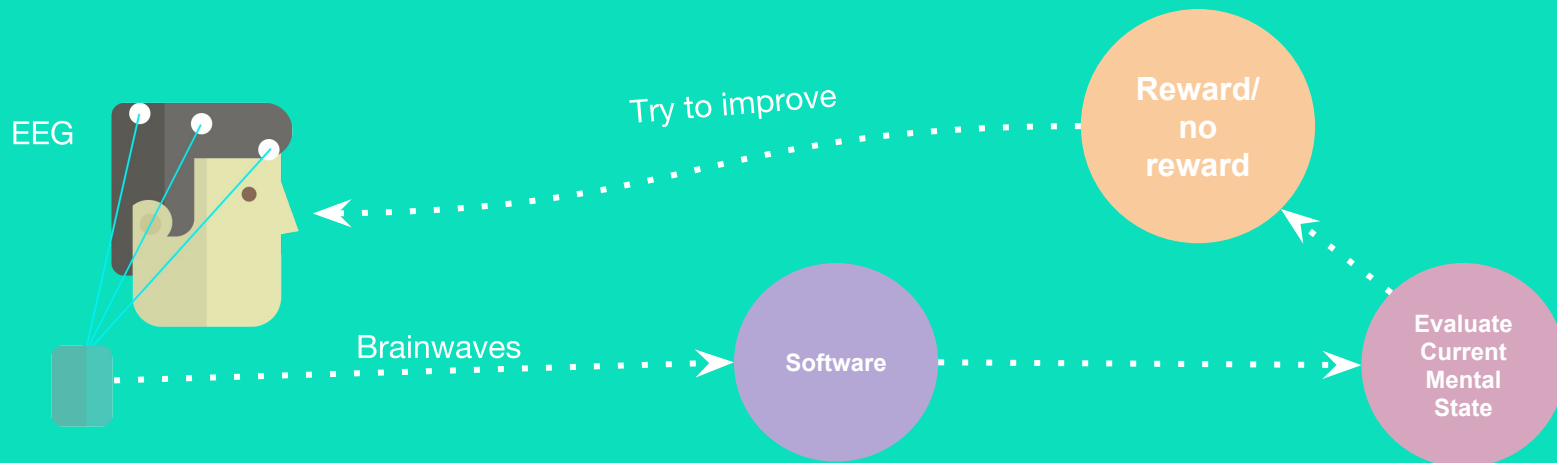 EEG
Try to improve
Reward/
no
reward
Brainwaves
Software
Evaluate
Current
Mental
State